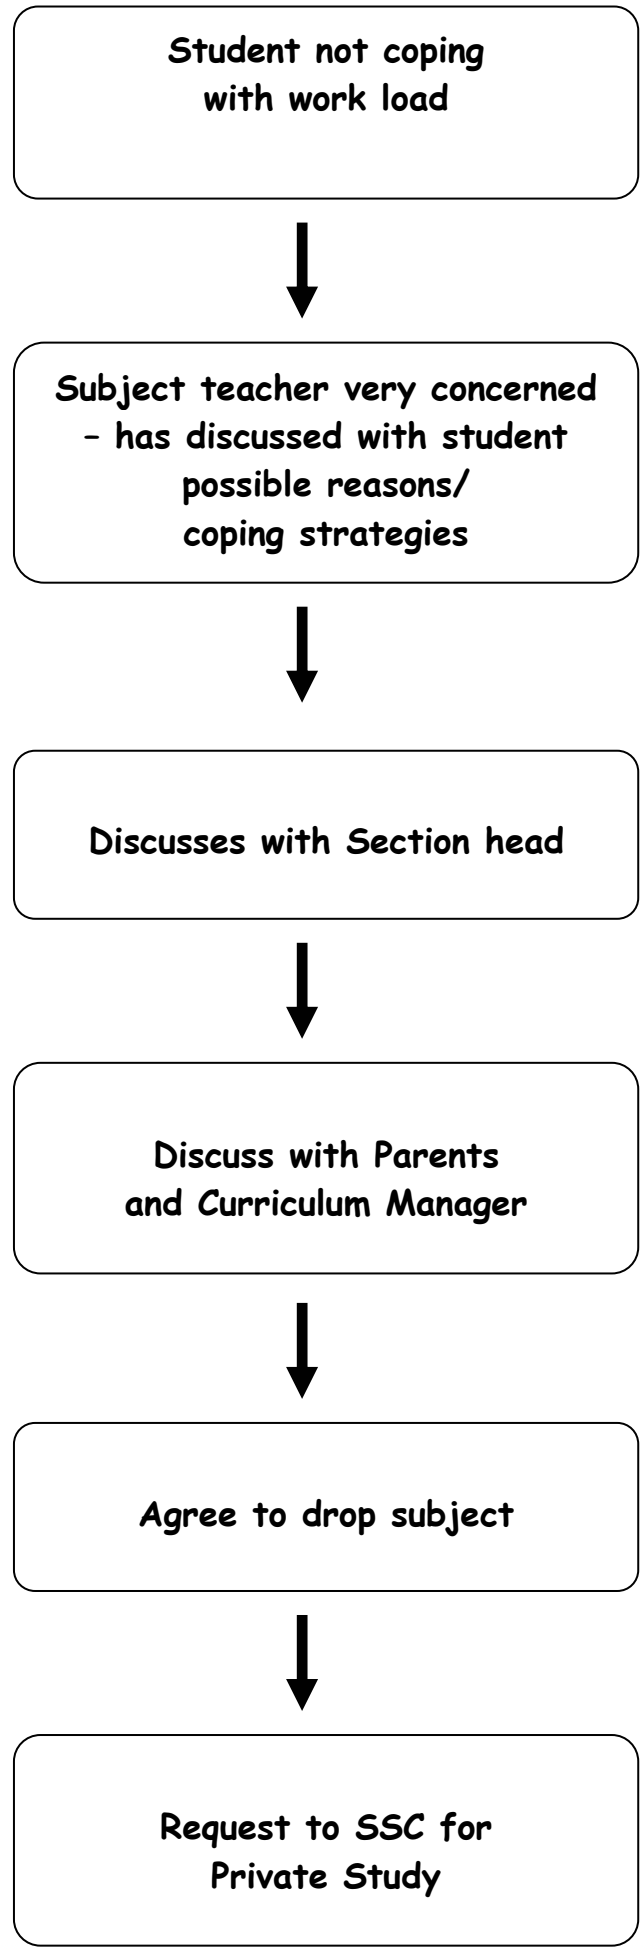 Student not coping
with work load
Subject teacher very concerned
– has discussed with student
possible reasons/
coping strategies
Discusses with Section head
Discuss with Parents
and Curriculum Manager
Agree to drop subject
Request to SSC for
Private Study